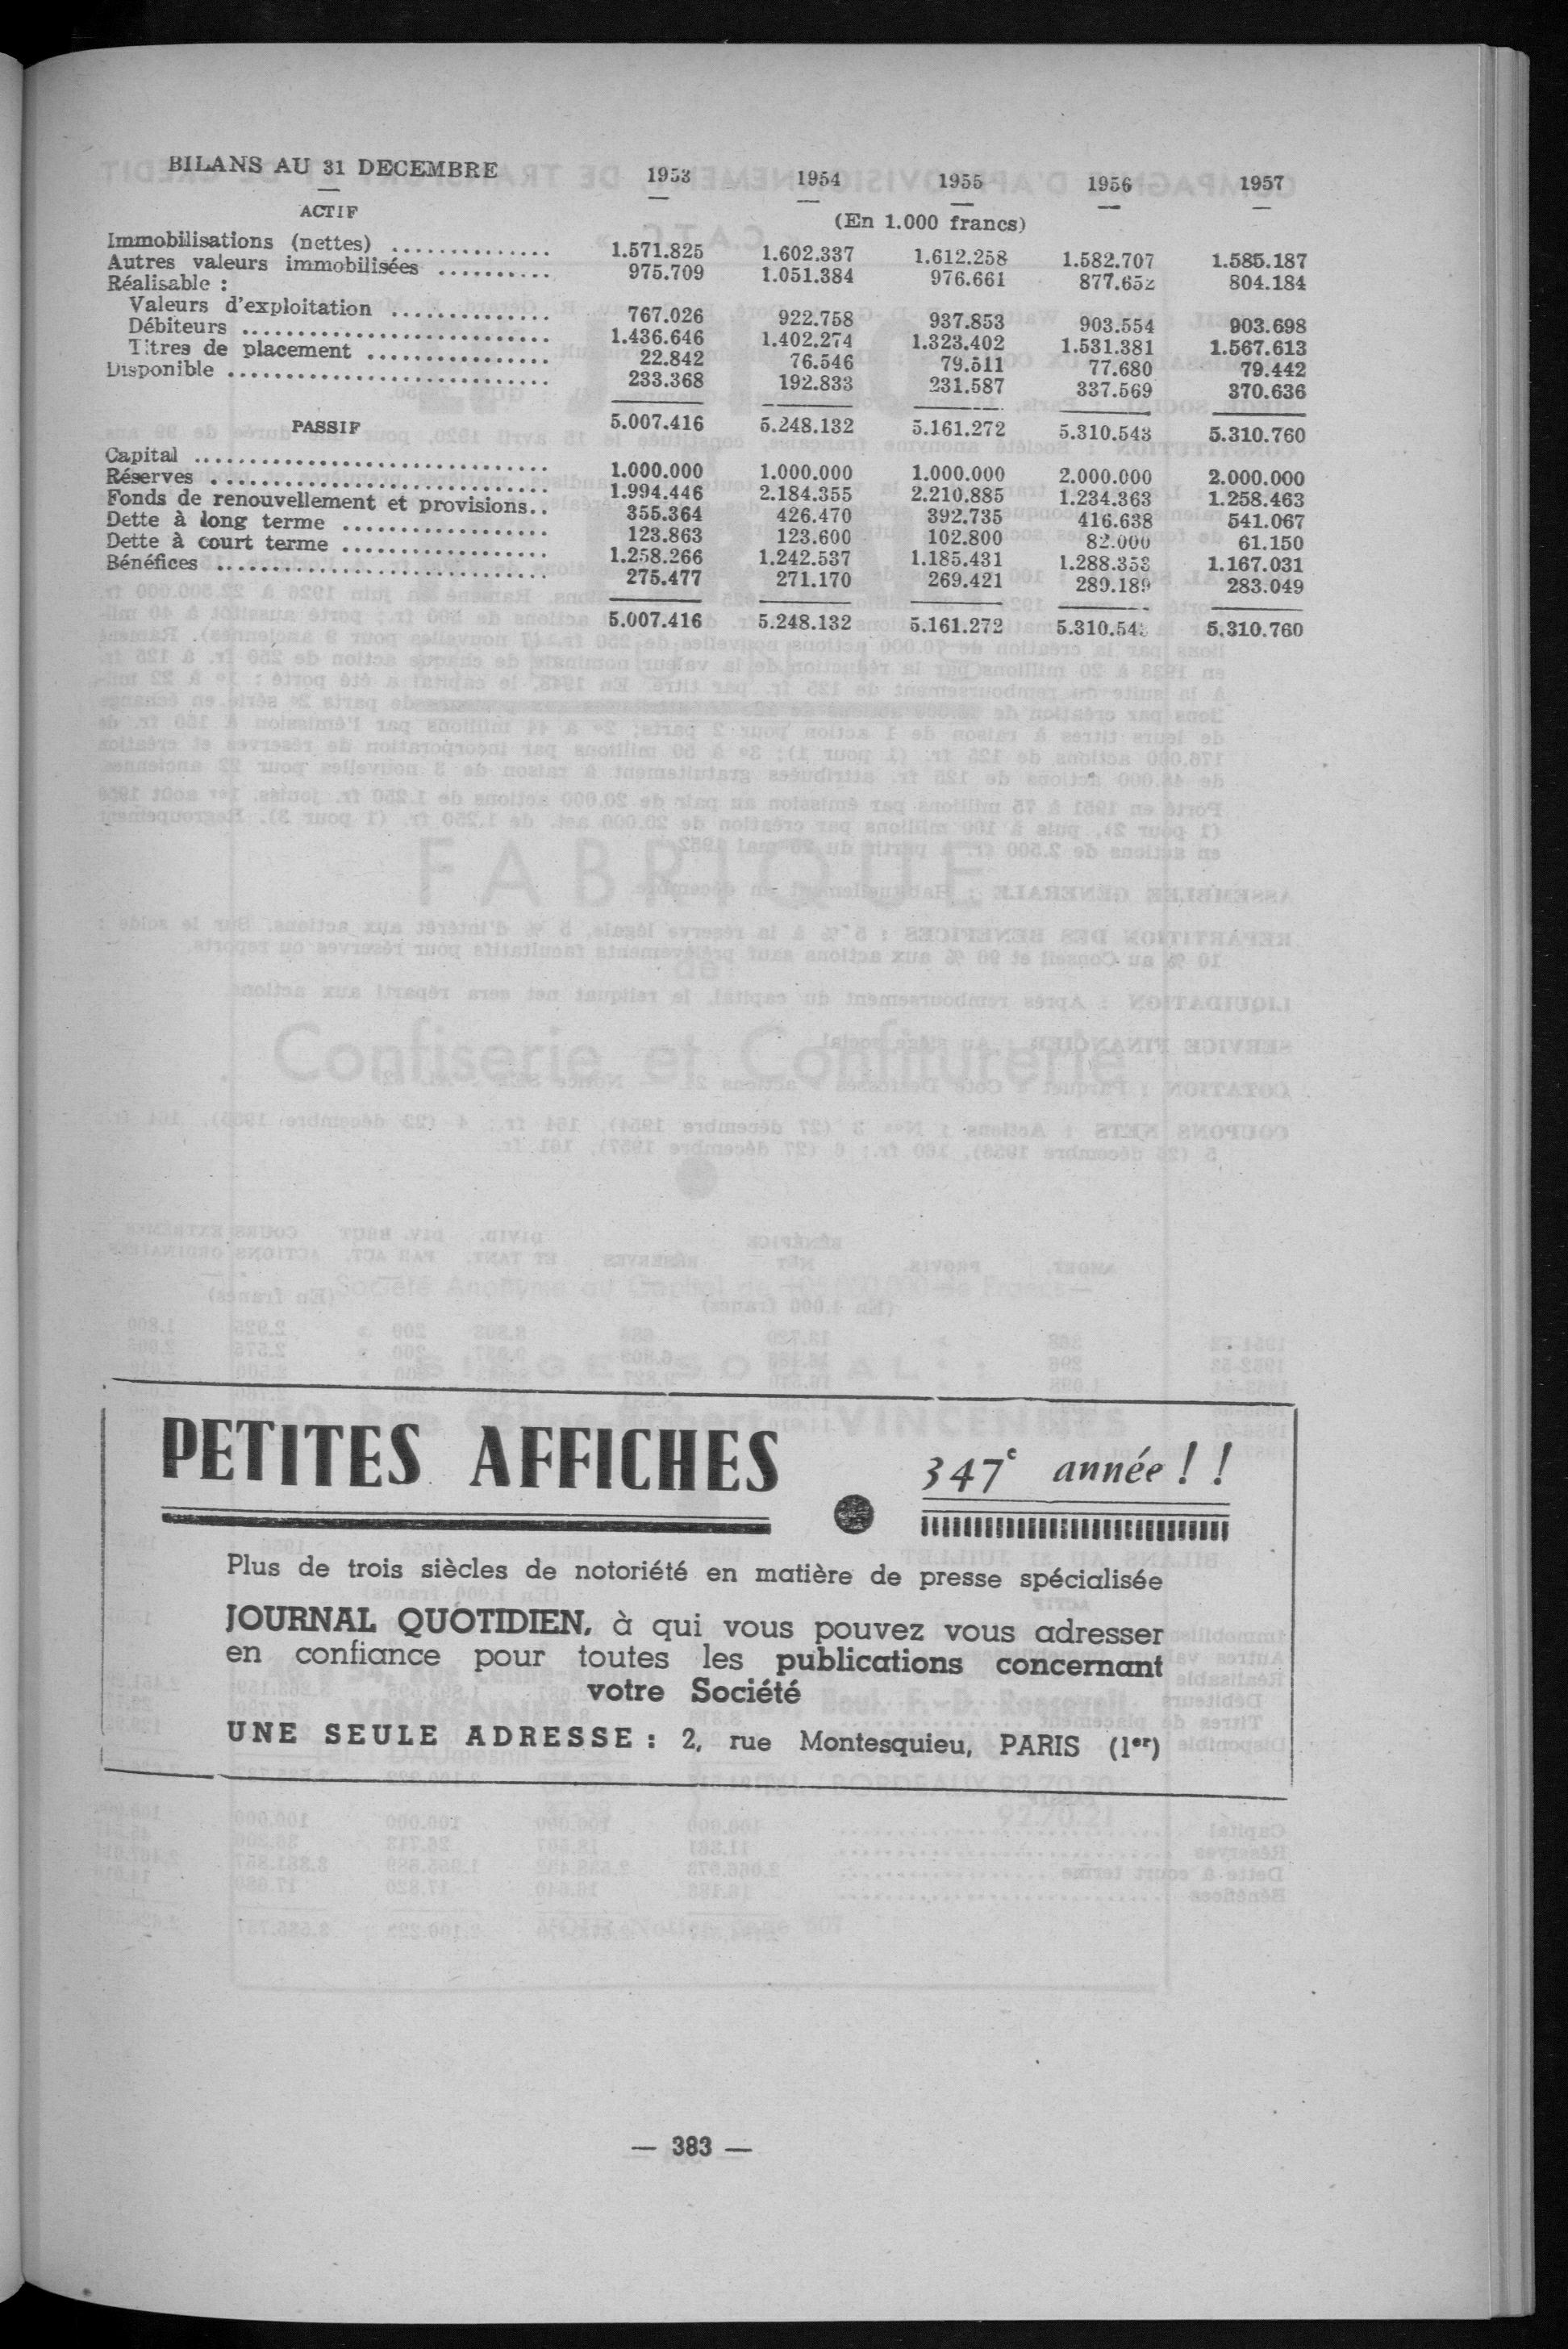 BILANS AU 31 DECEMBRE 1953 1954 1955 1956 1957
ACTIF (En 1.000 francs)
Immobilisations (nettes) .............. 1.571.825 1.602.337 1.612.258 1.582.707 1.585.187
Autres valeurs immobilisées .......... 975.709 1.051.384 976.661 877.652 804.184
Réalisable :
Valeurs d'exploitation .............. 767.026 922.758 937.853 903.554 903.698
Débiteurs ............................ 1.436.646 1.402.274 1.323.402 1.531.381 1.567.613
Titres de placement ................ 22.842 76.546 79.511 77.680 79.442
Disponible ............................. 233.368 192.833 231.587 337.569 370.636
5.007.416 5.248.132 5.161.272 5.310.543 5.310.760
PASSIF
Capital ................................ 1.000.000 1.000.000 1.000.000 2.000.000 2.000.000
Réserves ............................... 1.994.446 2.184.355 2.210.885 1.234.363 1.258.463
Fonds de renouvellement et provisions.. 355.364 426.470 392.735 416.638 541.067
Dette à long terme .................. 123.863 123.600 102.800 82.000 61.150
Dette à court terme .................. 1.258.266 1.242.537 1.185.431 1.288.353 1.167.031
Bénéfices .............................. 275.477 271.170 269.421 289.189 283.049
5.007.416 5.248.132 5.161.272 5.310.543 5.310.760
PETITES AFFICHES 347e année ! !
Plus de trois siècles de notoriété en matière de presse spécialisée
JOURNAL QUOTIDIEN, à qui vous pouvez vous adresser
en confiance pour toutes les publications concernant
votre Société
UNE SEULE ADRESSE : 2, rue Montesquieu, PARIS (1er)
— 383 —